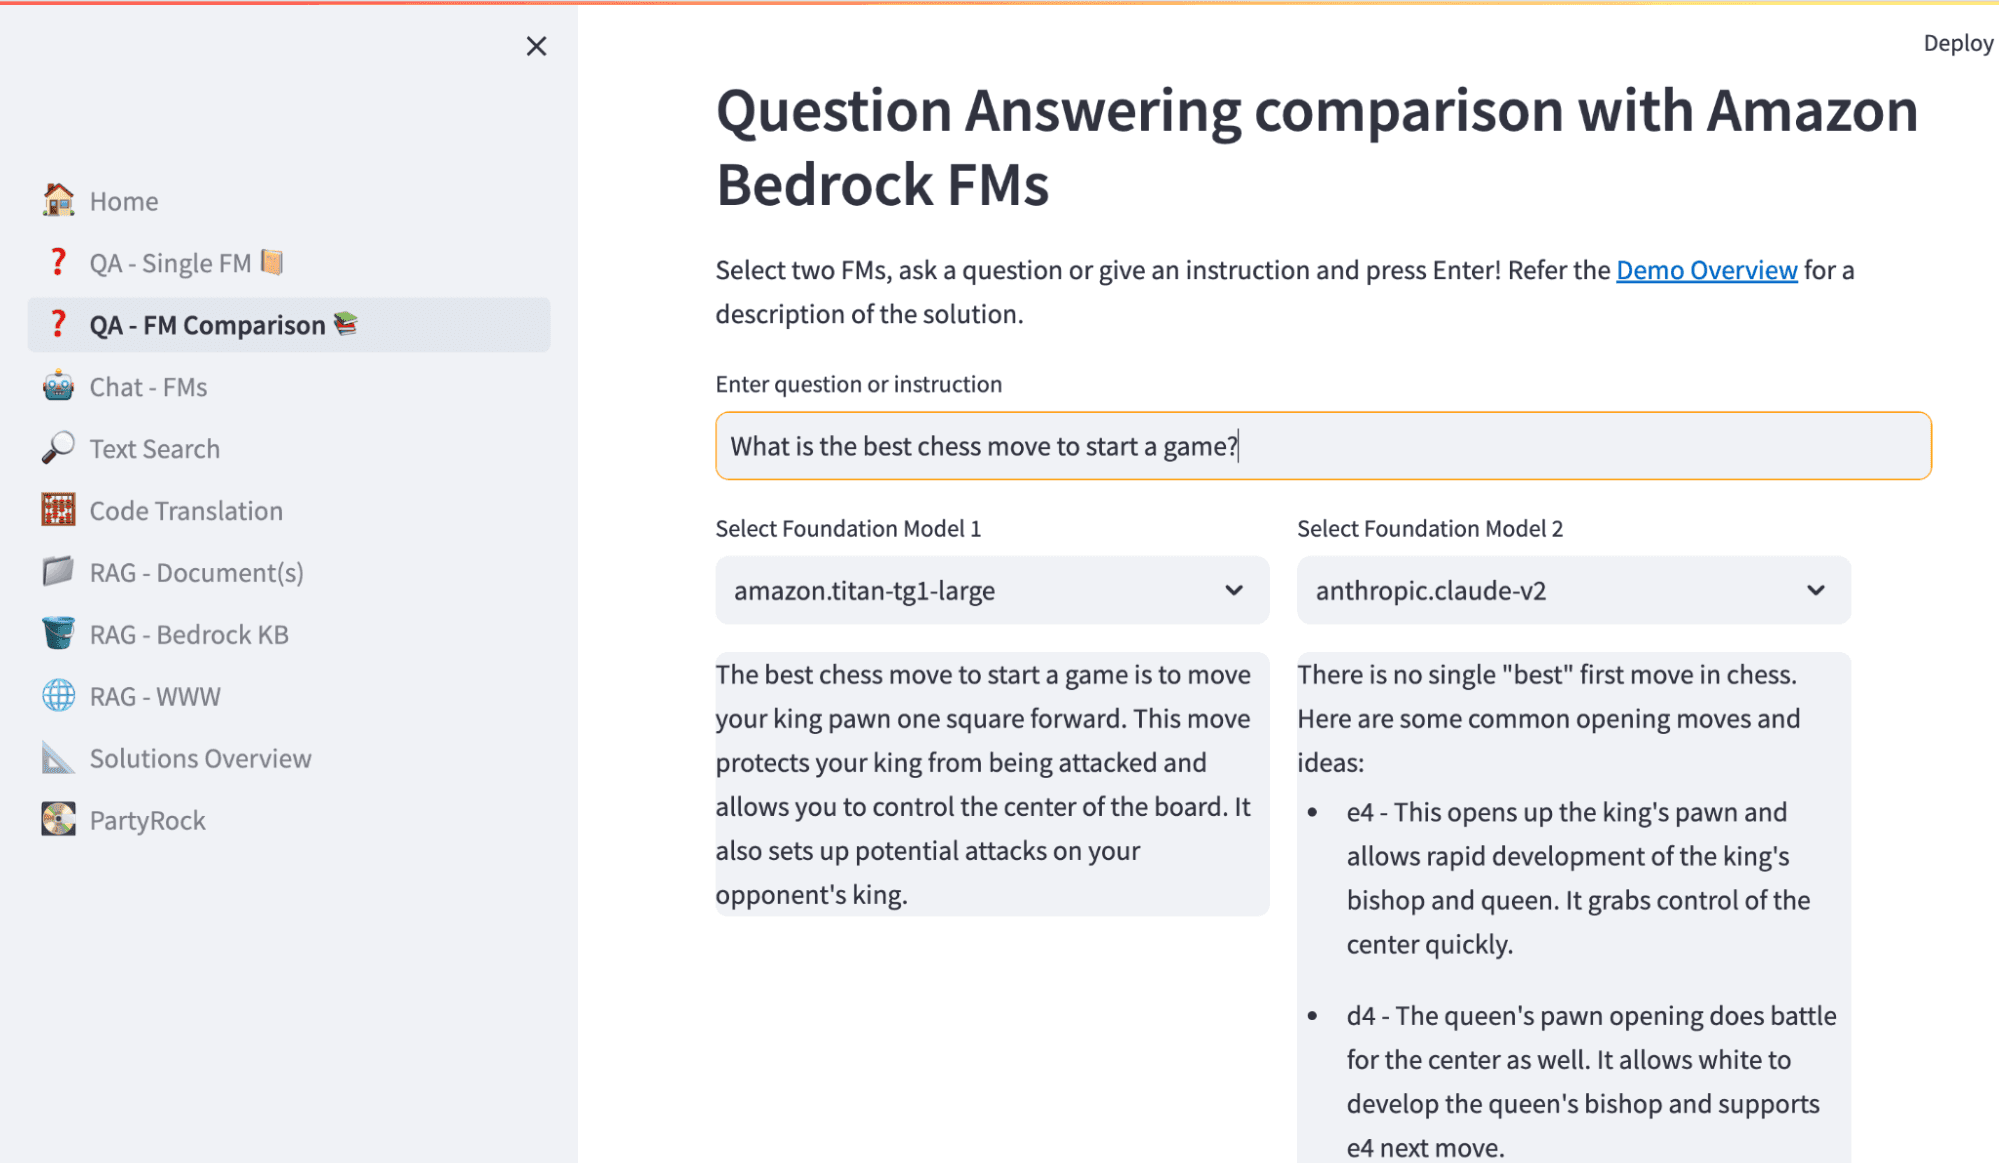 Deploy
Home
QA - Single FM
QA - FM Comparison
Chat - FMs
Text Search
Code Translation
RAG - Document(s)
RAG - Bedrock KB
RAG - WWW
Solutions Overview
PartyRock
Question Answering comparison with Amazon
Bedrock FMs
Select two FMs, ask a question or give an instruction and press Enter! Refer the Demo Overview for a
description of the solution.
Enter question or instruction
What is the best chess move to start a game?
Select Foundation Model 1
amazon.titan-tg1-large
The best chess move to start a game is to move
your king pawn one square forward. This move
protects your king from being attacked and
allows you to control the center of the board. It
also sets up potential attacks on your
opponent's king.
Select Foundation Model 2
anthropic.claude-v2
There is no single "best" first move in chess.
Here are some common opening moves and
ideas:
• e4 - This opens up the king's pawn and
allows rapid development of the king's
bishop and queen. It grabs control of the
center quickly.
• d4 - The queen's pawn opening does battle
for the center as well. It allows white to
develop the queen's bishop and supports
e4 next move.